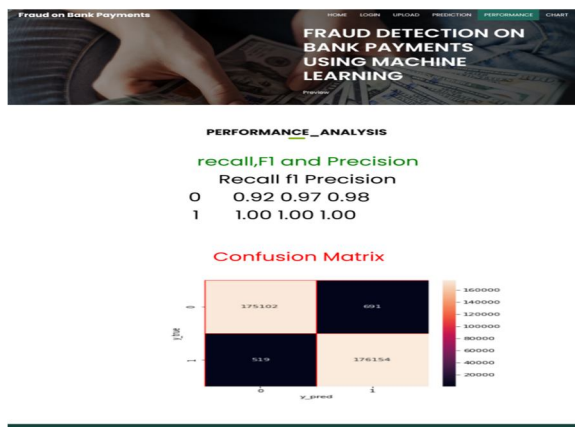 Fraud on Bank Payments
HOME LOGIN UPLOAD PREDICTION PERFORMANCE CHART
FRAUD DETECTION ON
BANK PAYMENTS
USING MACHINE
LEARNING
Preview
PERFORMANCE_ANALYSIS
recall,F1 and Precision
Recall f1 Precision
0 0.92 0.97 0.98
1 1.00 1.00 1.00
Confusion Matrix
175102 691
519 176154
0
1
y_true
0 1
y_pred
160000
140000
120000
100000
80000
60000
40000
20000